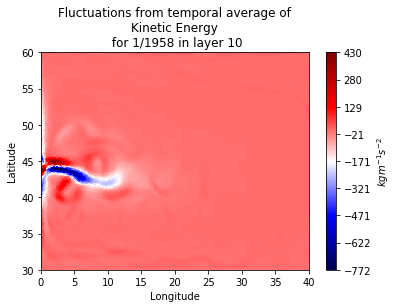 Fluctuations from temporal average of
Kinetic Energy
for 1/1958 in layer 10
60
55
50
45
40
35
30
Latitude
0 5 10 15 20 25 30 35 40
Longitude
430
280
129
−21
−171
−321
−471
−622
−772
kgm⁻¹s⁻²